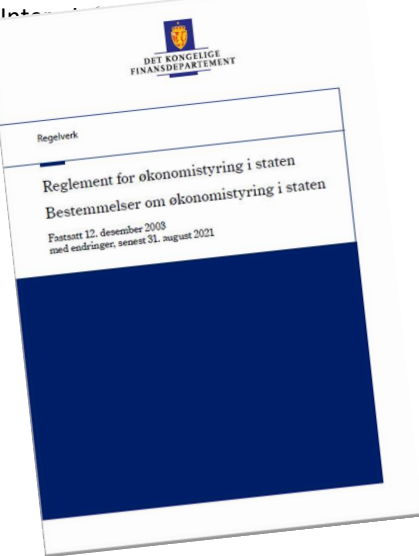 DET KONGELIGE
FINANSDEPARTEMENT
Regelverk
Reglement for økonomistyring i staten
Bestemmelser om økonomistyring i staten
Fastsatt 12. desember 2003
med endringer, senest 31. august 2021